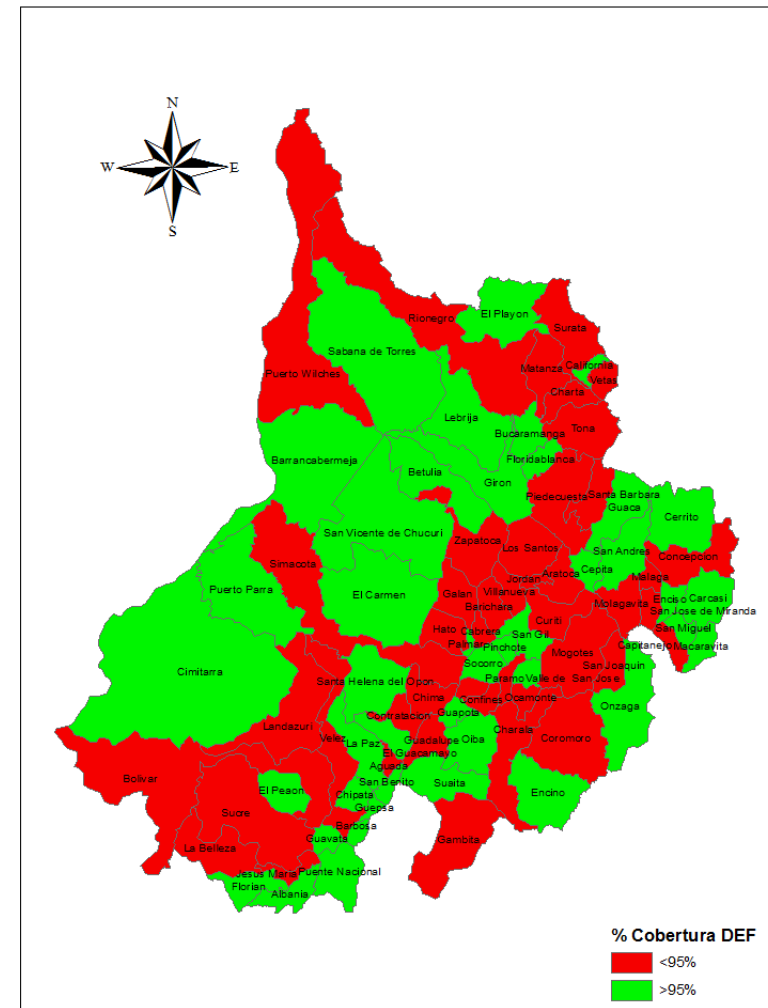 N
W
E
S
Rionegro
El Playon
Surata
Sabana de Torres
Matanza
California
Puerto Wilches
Vetas
Charta
Lebrija
Bucaramanga
Tona
Barrancabermeja
Floridablanca
Betulia
Giron
Piedecuesta
Santa Barbara
Guaca
Cerrito
San Vicente de Chucuri
Zapatoca
Los Santos
San Andres
Concepcion
Simacota
Cepita
Aratoca
Jordan
Malaga
Puerto Parra
El Carmen
Galan
Villanueva
Enciso
Carcasi
Barichara
Molagavita
San Jose de Miranda
Curiti
Hato
Cabrera
San Gil
San Miguel
Palmar
Pinchote
Capitanejo
Macaravita
Mogotes
Socorro
San Joaquin
Cimitarra
Santa Helena del Opon
Paramo
Valle de San Jose
Chima
Confines
Ocamonte
Onzaga
Contratacion
Guapota
Landazuri
Velez
La Paz
Guadalupe
Oiba
Charala
Coromoro
El Guacamayo
Aguada
Bolivar
San Benito
Suaita
El Peaon
Chipata
Encino
Guepsa
Sucre
Barbosa
Guavata
Gambita
La Belleza
Jesus Maria
Puente Nacional
Florian
Albania
% Cobertura DEF
<95%
>95%